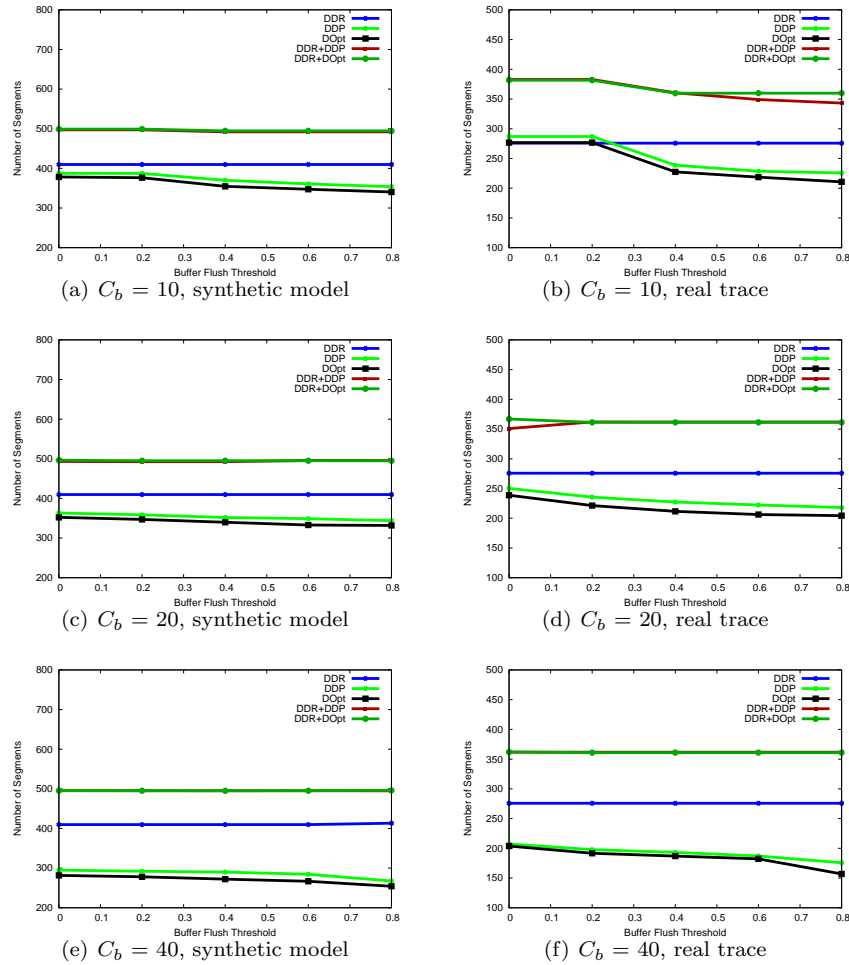 800
700
600
500
400
300
200
Number of Segments
0 0.1 0.2 0.3 0.4 0.5 0.6 0.7 0.8
Buffer Flush Threshold
DDR
DDP
DOpt
DDR+DDP
DDR+DOpt
(a) C_b = 10, synthetic model
500
450
400
350
300
250
200
150
100
Number of Segments
0 0.1 0.2 0.3 0.4 0.5 0.6 0.7 0.8
Buffer Flush Threshold
DDR
DDP
DOpt
DDR+DDP
DDR+DOpt
(b) C_b = 10, real trace
800
700
600
500
400
300
200
Number of Segments
0 0.1 0.2 0.3 0.4 0.5 0.6 0.7 0.8
Buffer Flush Threshold
DDR
DDP
DOpt
DDR+DDP
DDR+DOpt
(c) C_b = 20, synthetic model
500
450
400
350
300
250
200
150
100
Number of Segments
0 0.1 0.2 0.3 0.4 0.5 0.6 0.7 0.8
Buffer Flush Threshold
DDR
DDP
DOpt
DDR+DDP
DDR+DOpt
(d) C_b = 20, real trace
800
700
600
500
400
300
200
Number of Segments
0 0.1 0.2 0.3 0.4 0.5 0.6 0.7 0.8
Buffer Flush Threshold
DDR
DDP
DOpt
DDR+DDP
DDR+DOpt
(e) C_b = 40, synthetic model
500
450
400
350
300
250
200
150
100
Number of Segments
0 0.1 0.2 0.3 0.4 0.5 0.6 0.7 0.8
Buffer Flush Threshold
DDR
DDP
DOpt
DDR+DDP
DDR+DOpt
(f) C_b = 40, real trace